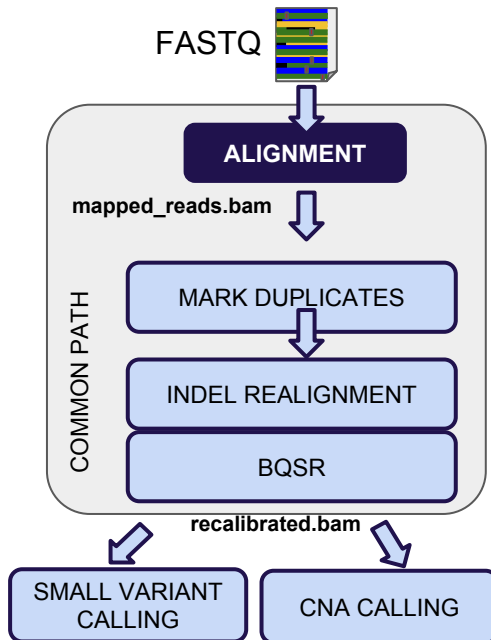 FASTQ
ALIGNMENT
mapped_reads.bam
MARK DUPLICATES
INDEL REALIGNMENT
BQSR
COMMON PATH
recalibrated.bam
SMALL VARIANT
CALLING
CNA CALLING